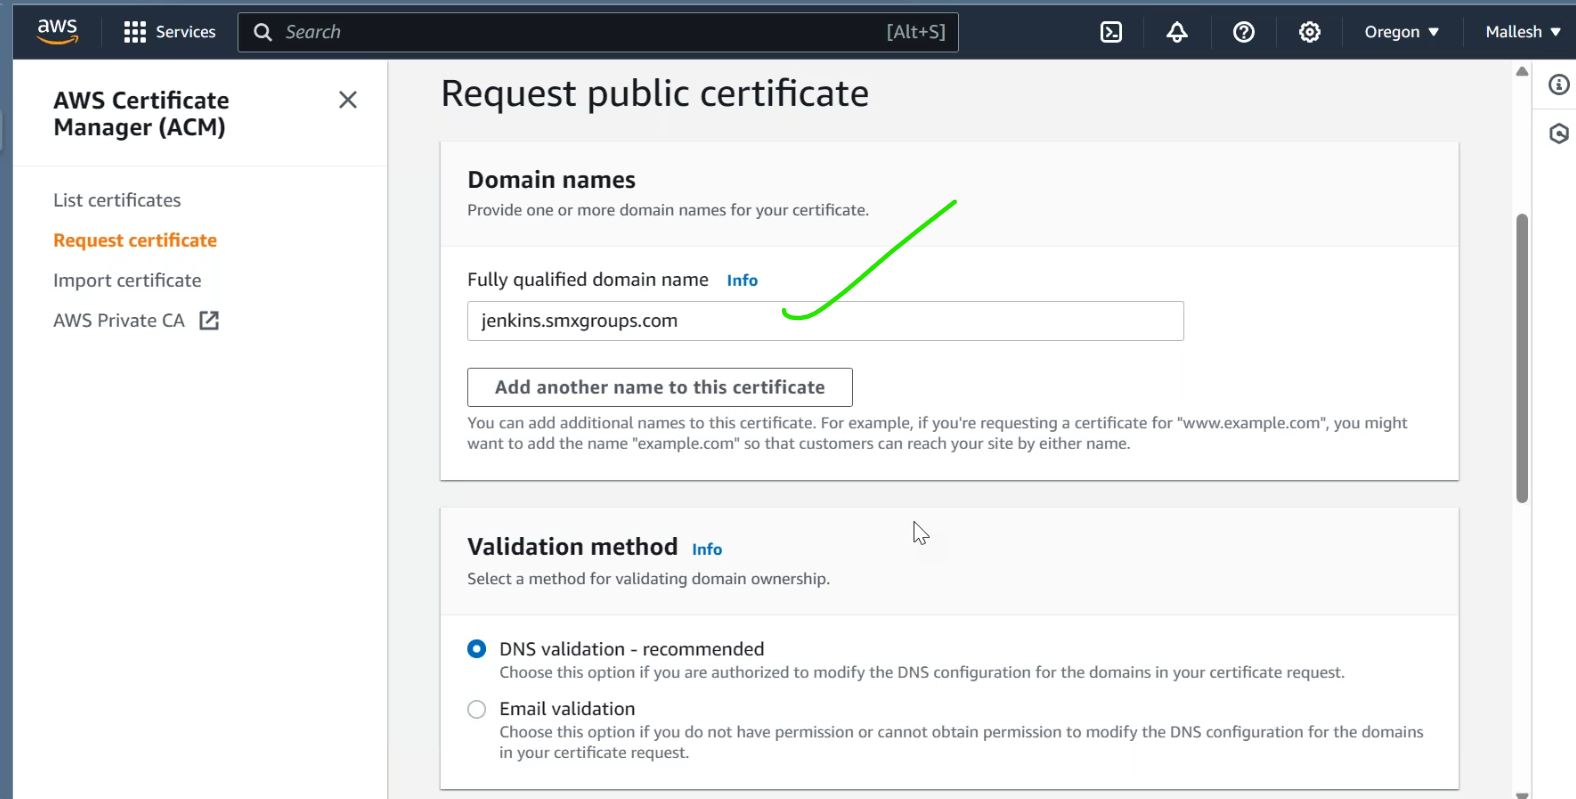 aws
Services
Search
[Alt+S]
Oregon
Mallesh
AWS Certificate
Manager (ACM)
List certificates
Request certificate
Import certificate
AWS Private CA
Request public certificate
Domain names
Provide one or more domain names for your certificate.
Fully qualified domain name Info
jenkins.smxgroups.com
Add another name to this certificate
You can add additional names to this certificate. For example, if you're requesting a certificate for "www.example.com", you might
want to add the name "example.com" so that customers can reach your site by either name.
Validation method Info
Select a method for validating domain ownership.
DNS validation - recommended
Choose this option if you are authorized to modify the DNS configuration for the domains in your certificate request.
Email validation
Choose this option if you do not have permission or cannot obtain permission to modify the DNS configuration for the domains
in your certificate request.